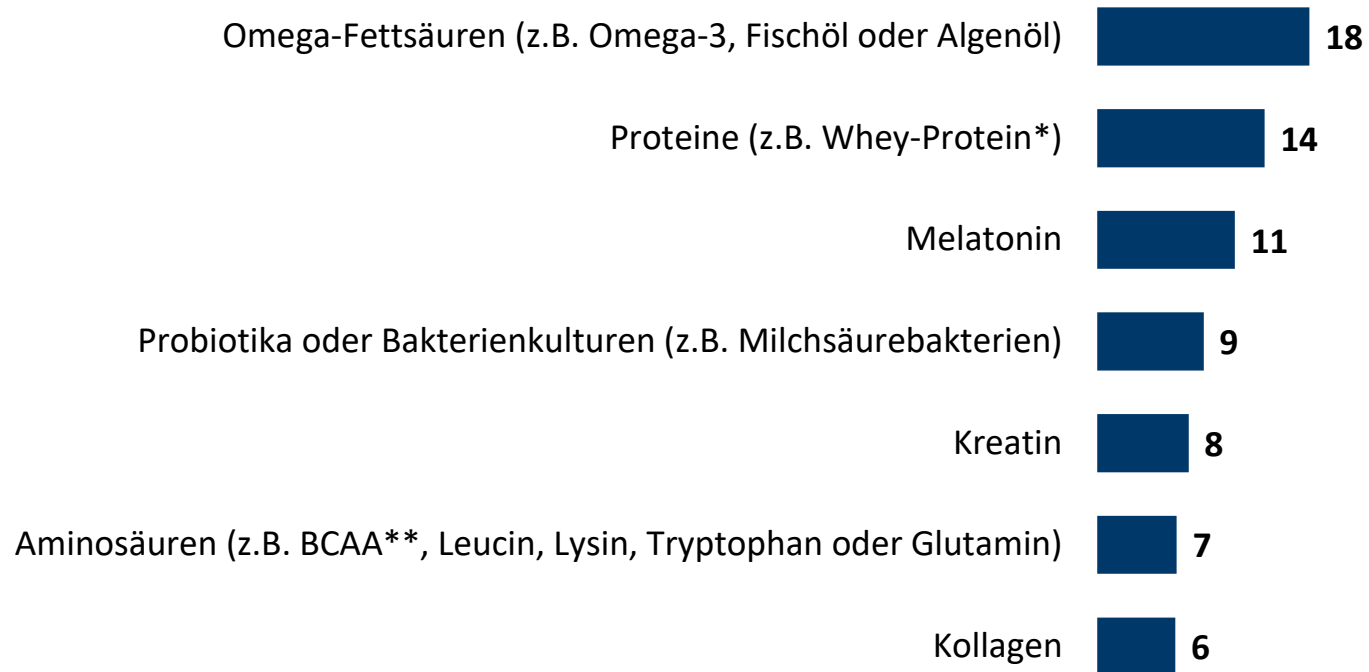 Omega-Fettsäuren (z.B. Omega-3, Fischöl oder Algenöl) 18
Proteine (z.B. Whey-Protein*) 14
Melatonin 11
Probiotika oder Bakterienkulturen (z.B. Milchsäurebakterien) 9
Kreatin 8
Aminosäuren (z.B. BCAA**, Leucin, Lysin, Tryptophan oder Glutamin) 7
Kollagen 6